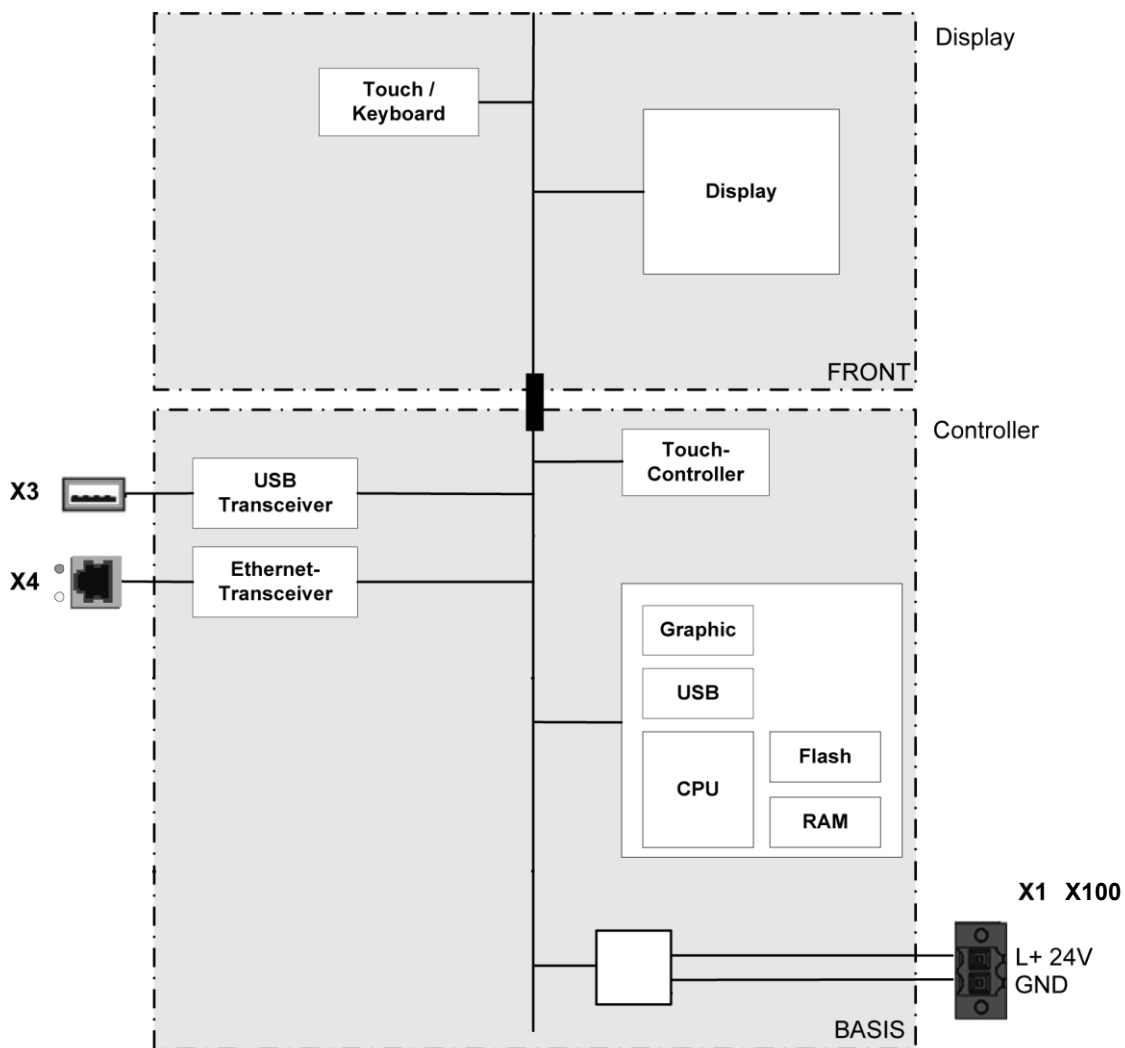 Display
Touch /
Keyboard
Display
FRONT
Controller
Touch-
Controller
X3
USB
Transceiver
X4
Ethernet-
Transceiver
Graphic
USB
CPU
Flash
RAM
X1 X100
L+ 24V
GND
BASIS